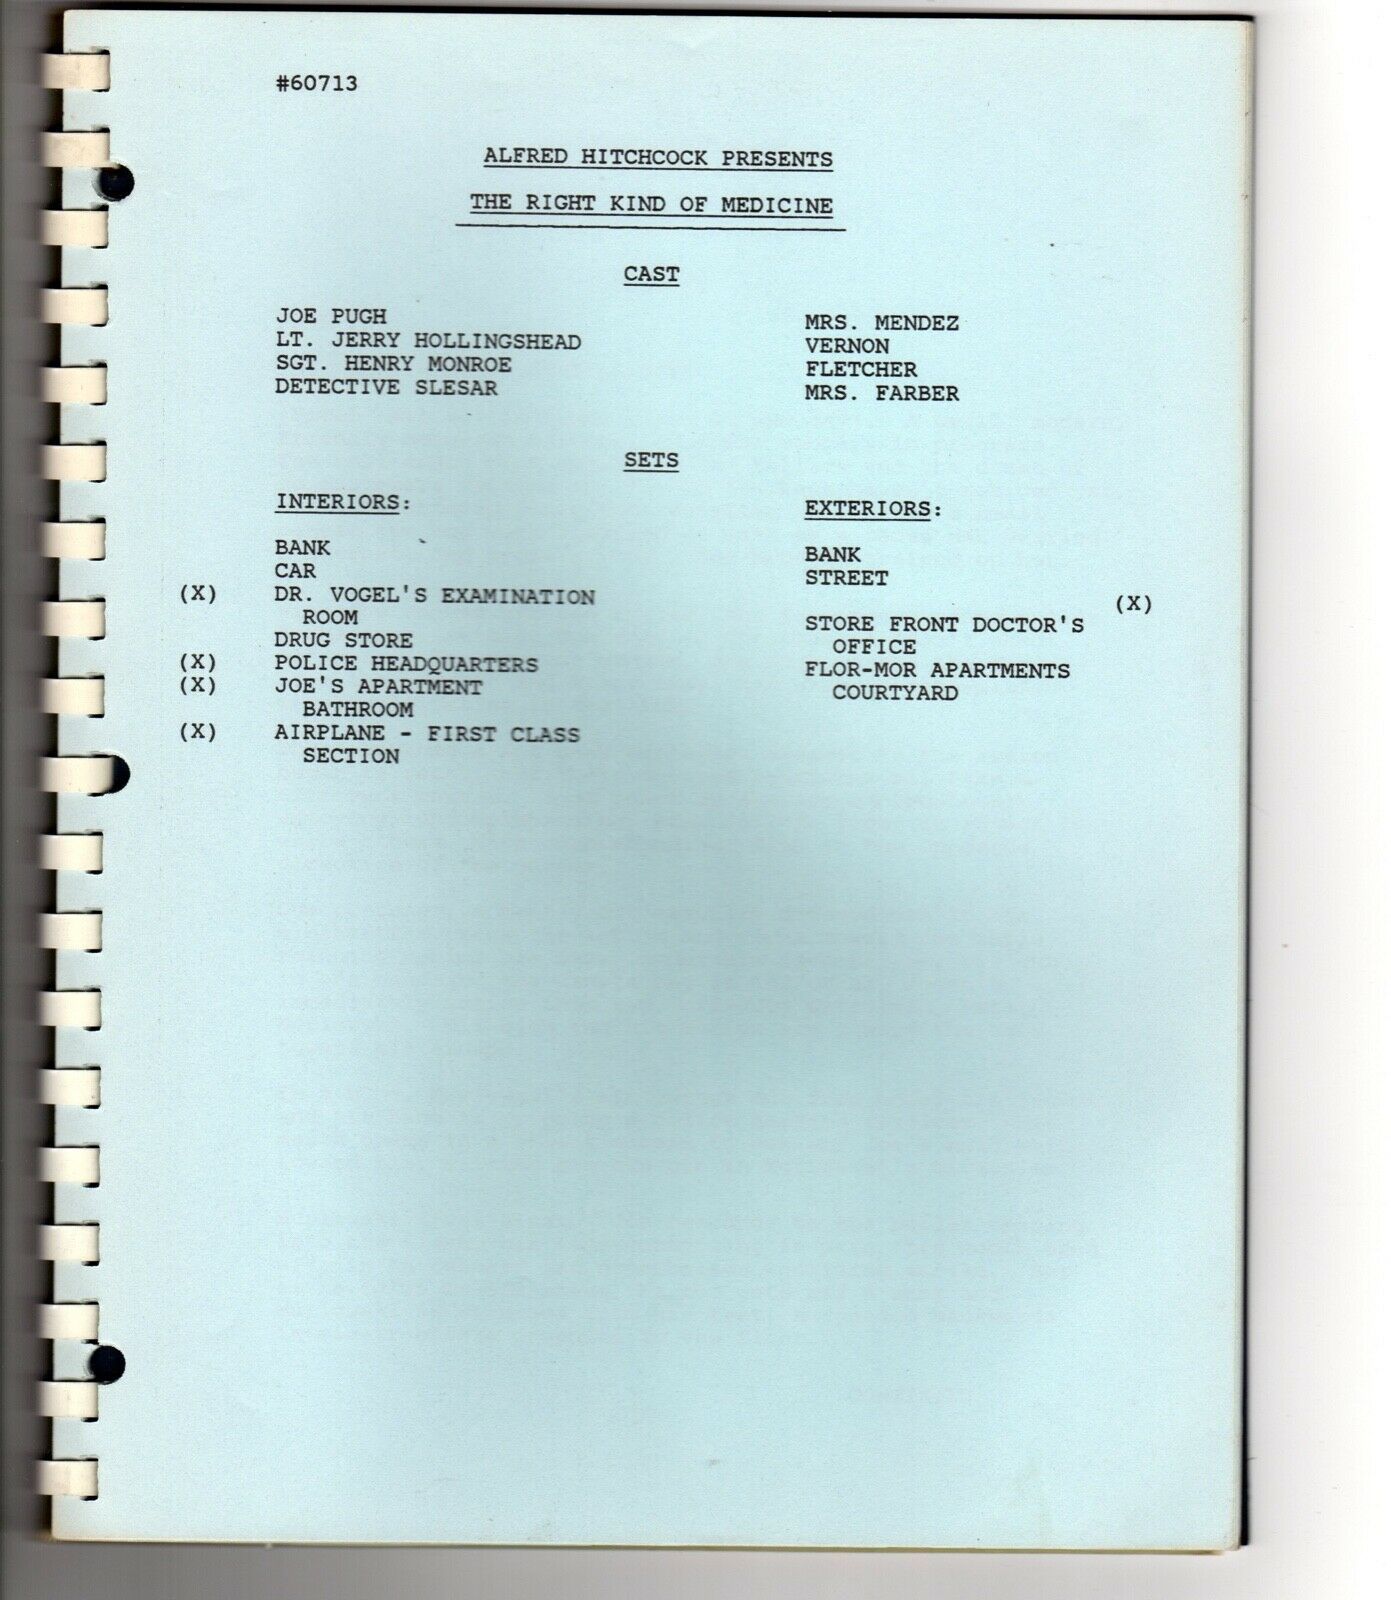 #60713
ALFRED HITCHCOCK PRESENTS
THE RIGHT KIND OF MEDICINE
CAST
JOE PUGH
LT. JERRY HOLLINGSHEAD
SGT. HENRY MONROE
DETECTIVE SLESAR
MRS. MENDEZ
VERNON
FLETCHER
MRS. FARBER
SETS
INTERIORS:
BANK
CAR
(X) DR. VOGEL'S EXAMINATION
ROOM
DRUG STORE
(X) POLICE HEADQUARTERS
(X) JOE'S APARTMENT
BATHROOM
(X) AIRPLANE - FIRST CLASS
SECTION
EXTERIORS:
BANK
STREET
(X)
STORE FRONT DOCTOR'S
OFFICE
FLOR-MOR APARTMENTS
COURTYARD